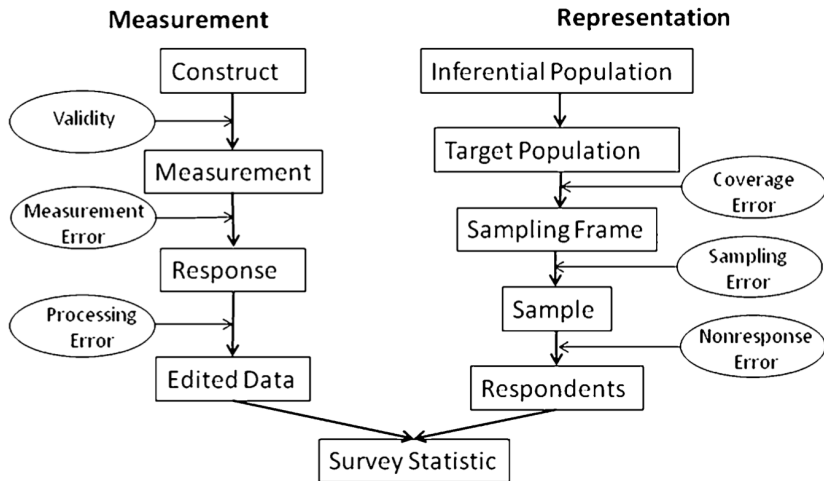 Measurement
Representation
Construct
Inferential Population
Validity
Target Population
Measurement
Coverage
Error
Measurement
Error
Sampling Frame
Response
Sampling
Error
Processing
Error
Sample
Nonresponse
Error
Edited Data
Respondents
Survey Statistic